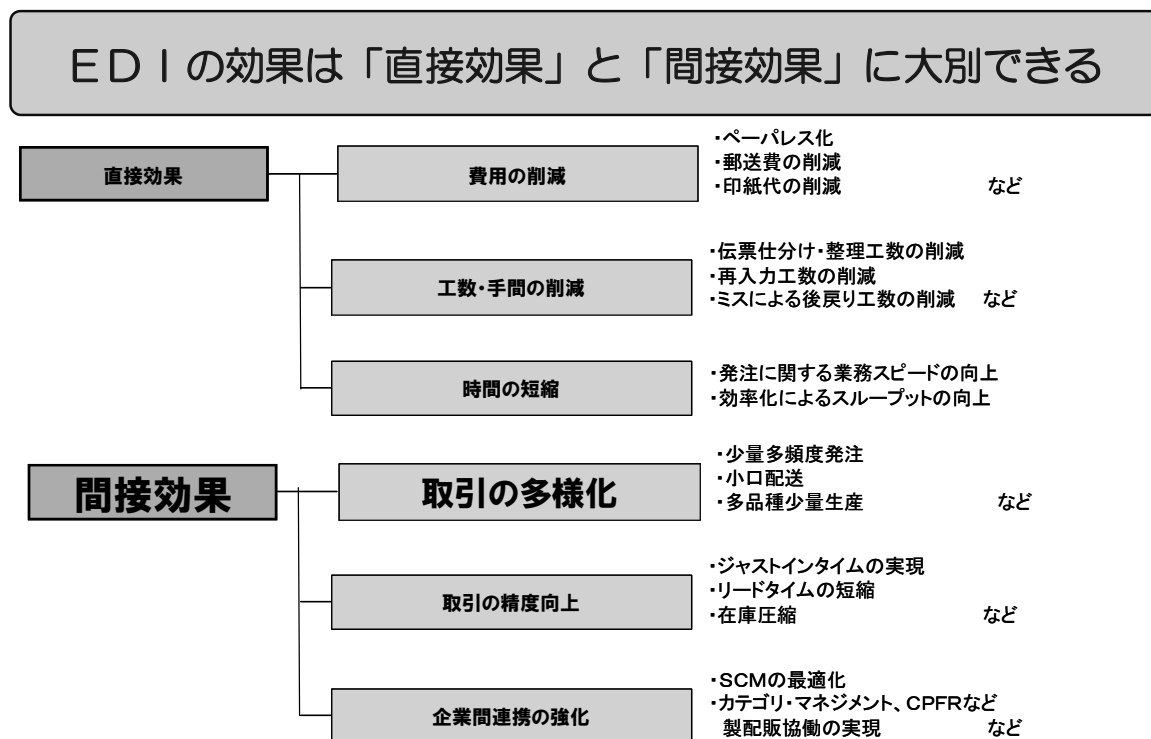 ＥＤＩの効果は「直接効果」と「間接効果」に大別できる
直接効果
費用の削減
・ペーパレス化
・郵送費の削減
・印紙代の削減 など
工数・手間の削減
・伝票仕分け・整理工数の削減
・再入力工数の削減
・ミスによる後戻り工数の削減 など
時間の短縮
・発注に関する業務スピードの向上
・効率化によるスループットの向上
間接効果
取引の多様化
・少量多頻度発注
・小口配送
・多品種少量生産 など
取引の精度向上
・ジャストインタイムの実現
・リードタイムの短縮
・在庫圧縮 など
企業間連携の強化
・SCMの最適化
・カテゴリ・マネジメント、CPFRなど
製配販協働の実現 など